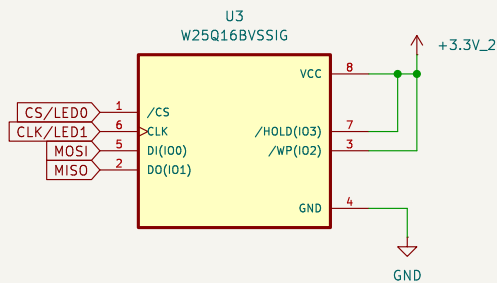 U3
W25Q16BVSSIG
+3.3V_2
VCC 8
CS/LED0 1 /CS
CLK/LED1 6 CLK /HOLD(IO3) 7
MOSI 5 DI(IO0) /WP(IO2) 3
MISO 2 DO(IO1)
GND 4
GND